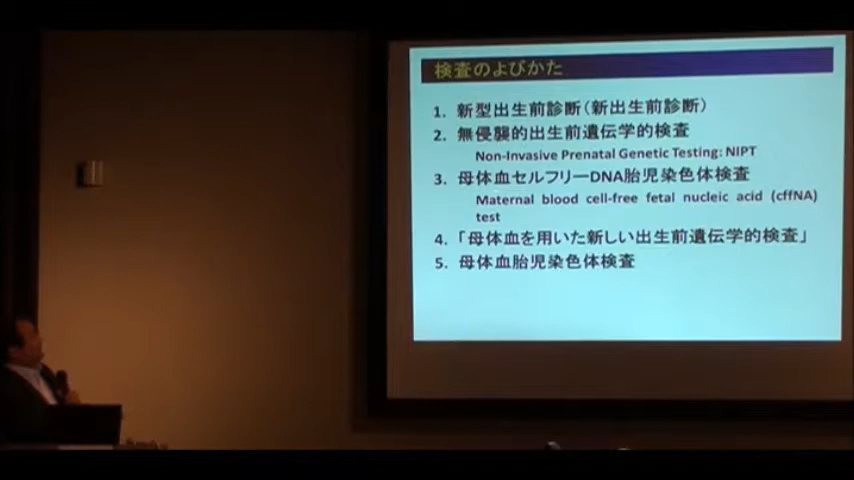 検査のよびかた
1. 新型出生前診断（新出生前診断）
2. 無侵襲的出生前遺伝学的検査
Non-Invasive Prenatal Genetic Testing: NIPT
3. 母体血セルフリーDNA胎児染色体検査
Maternal blood cell-free fetal nucleic acid (cffNA)
test
4. 「母体血を用いた新しい出生前遺伝学的検査」
5. 母体血胎児染色体検査